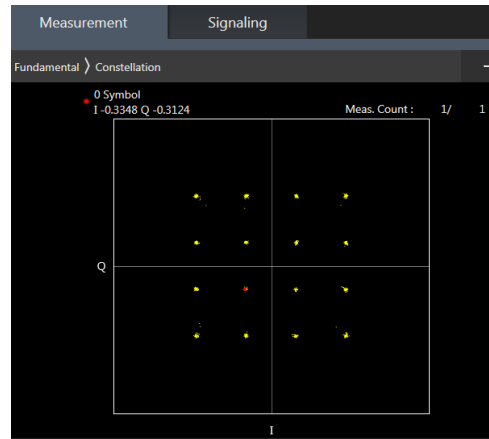 Measurement Signaling
Fundamental 〉 Constellation
0 Symbol
I -0.3348 Q -0.3124 Meas. Count : 1/ 1
Q
I